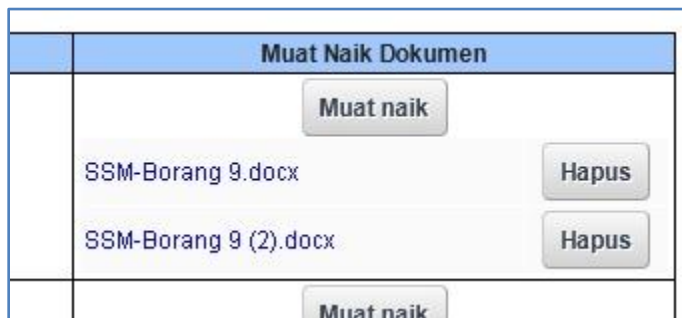 Muat Naik Dokumen
Muat naik
SSM-Borang 9.docx Hapus
SSM-Borang 9 (2).docx Hapus
Muat naik